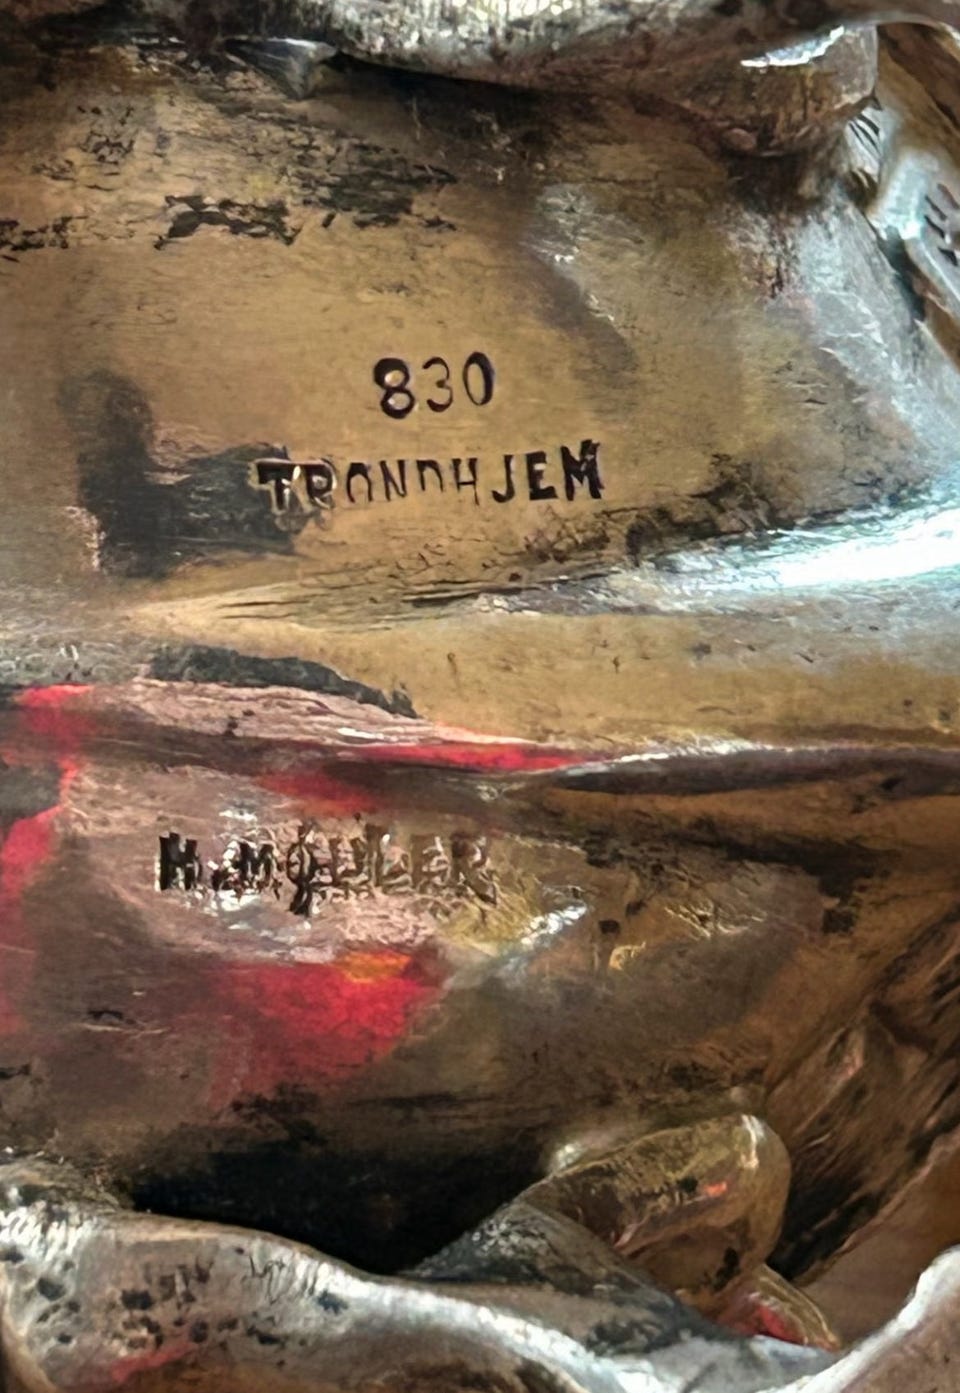 830
TRONDHJEM
H. MØLLER